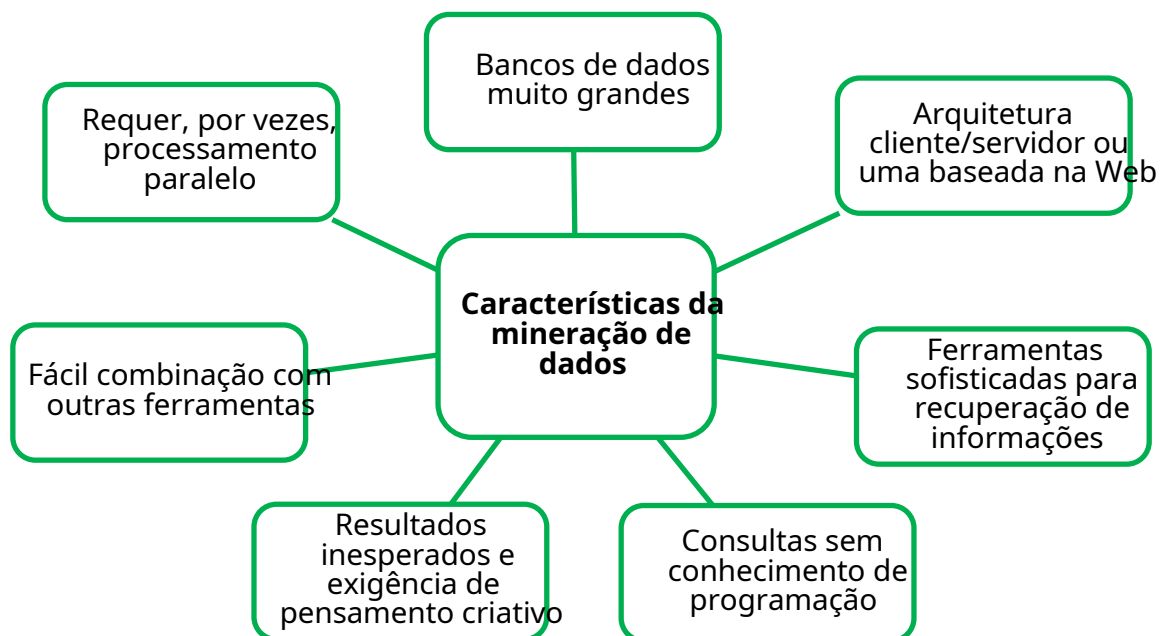 Bancos de dados
muito grandes
Requer, por vezes,
processamento
paralelo
Arquitetura
cliente/servidor ou
uma baseada na Web
Características da
mineração de
dados
Fácil combinação com
outras ferramentas
Ferramentas
sofisticadas para
recuperação de
informações
Resultados
inesperados e
exigência de
pensamento criativo
Consultas sem
conhecimento de
programação